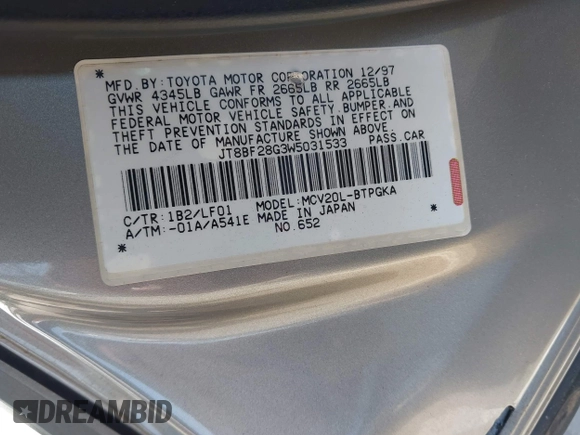 MFD. BY: TOYOTA MOTOR CORPORATION 12/97
GVWR 4345LB GAWR FR 2665LB RR 2665LB
THIS VEHICLE CONFORMS TO ALL APPLICABLE
FEDERAL MOTOR VEHICLE SAFETY, BUMPER, AND
THEFT PREVENTION STANDARDS IN EFFECT ON
THE DATE OF MANUFACTURE SHOWN ABOVE.
JT8BF28G3W5031533 PASS. CAR
C/TR: 1B2/LF01 MODEL: MCV20L-BTPGKA
A/TM: -01A/A541E MADE IN JAPAN
NO. 652
DREAMBID